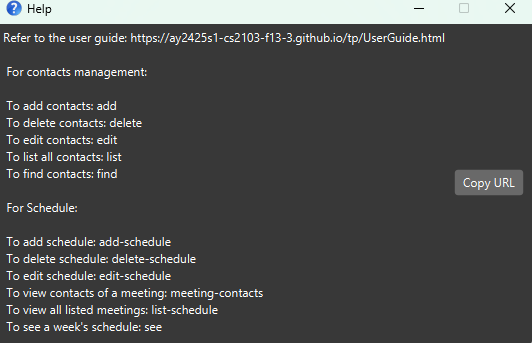 Help
Refer to the user guide: https://ay2425s1-cs2103-f13-3.github.io/tp/UserGuide.html
For contacts management:
To add contacts: add
To delete contacts: delete
To edit contacts: edit
To list all contacts: list
To find contacts: find
Copy URL
For Schedule:
To add schedule: add-schedule
To delete schedule: delete-schedule
To edit schedule: edit-schedule
To view contacts of a meeting: meeting-contacts
To view all listed meetings: list-schedule
To see a week's schedule: see